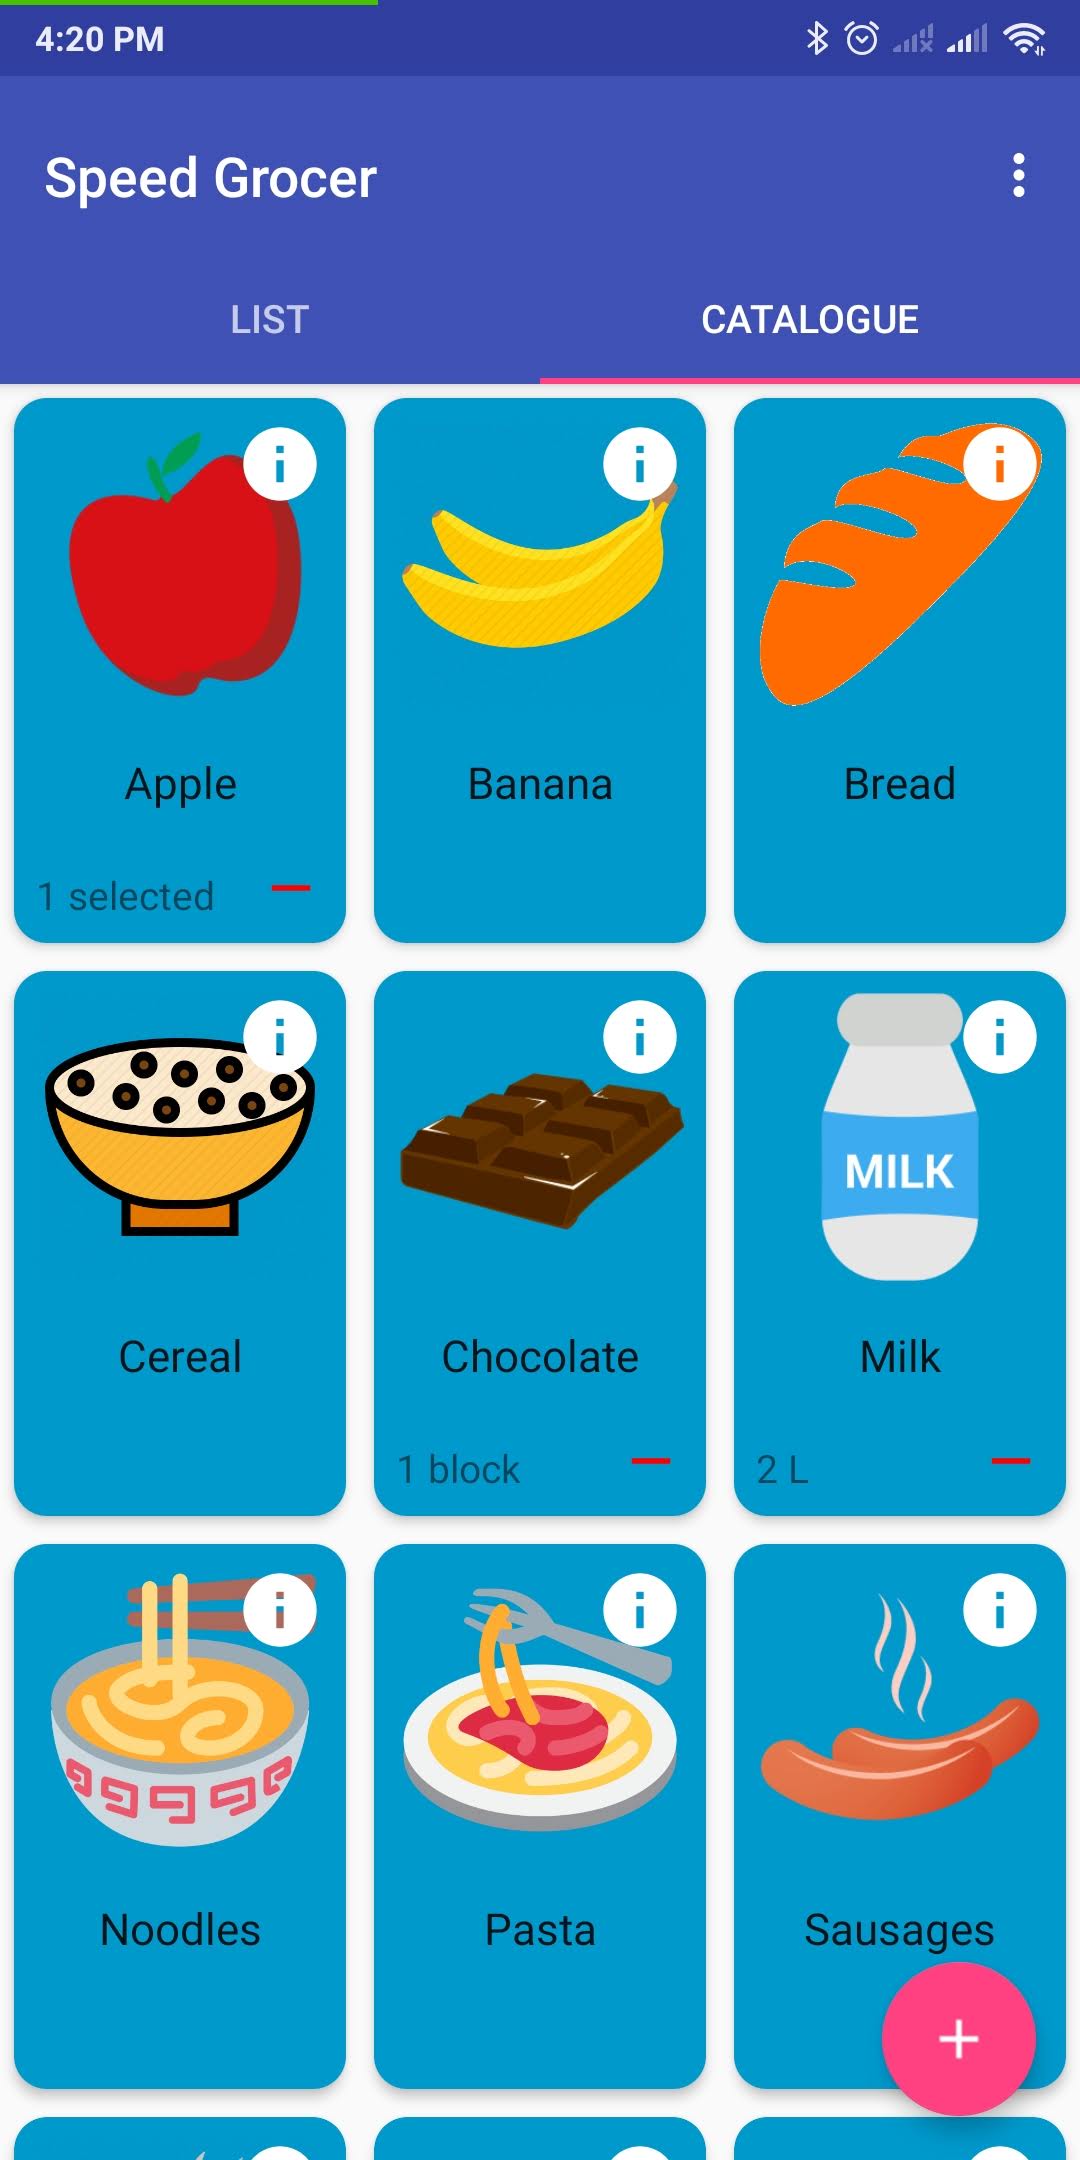 4:20 PM
Speed Grocer
LIST
CATALOGUE
i
i
i
Apple
Banana
Bread
1 selected
i
i
i
MILK
Cereal
Chocolate
Milk
1 block
2 L
i
i
i
Noodles
Pasta
Sausages
+